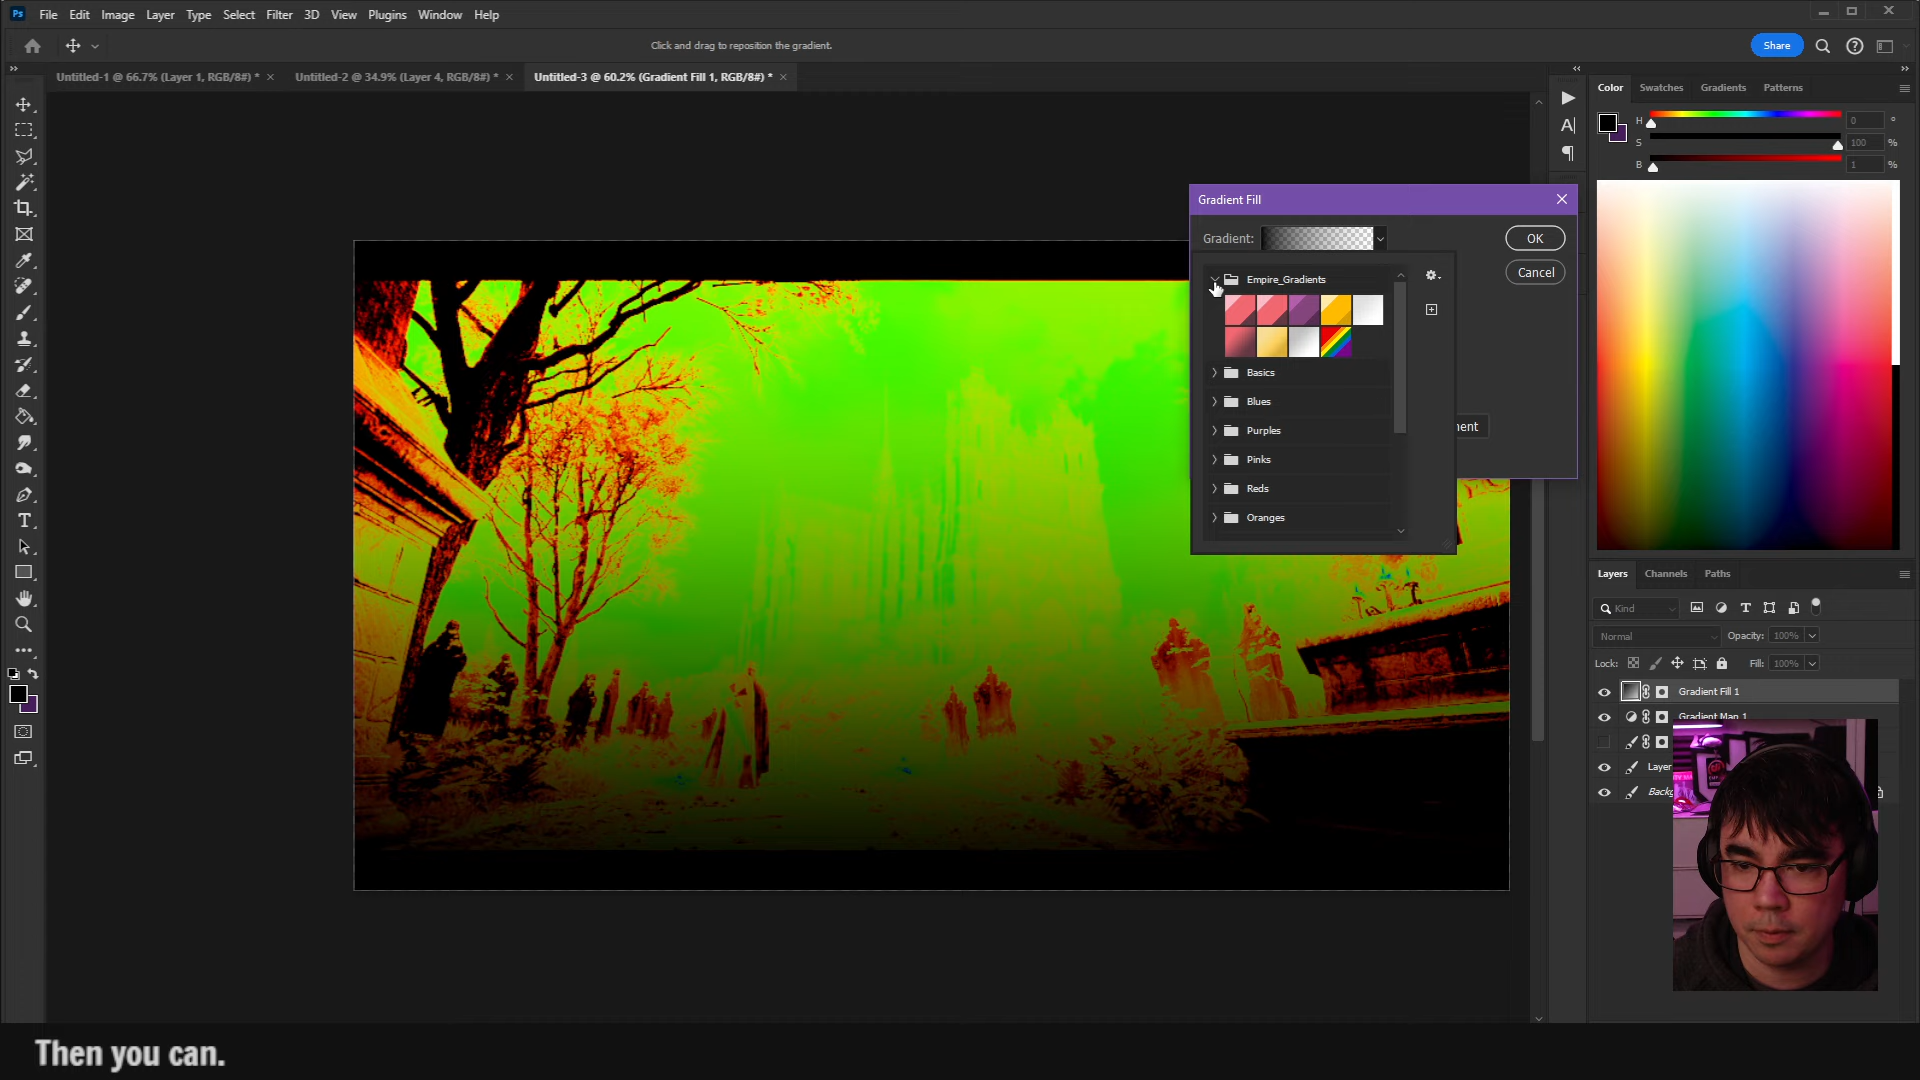 Ps File Edit Image Layer Type Select Filter 3D View Plugins Window Help
Click and drag to reposition the gradient.
Share
Untitled-1 @ 66.7% (Layer 1, RGB/8#) *
Untitled-2 @ 34.9% (Layer 4, RGB/8#) *
Untitled-3 @ 60.2% (Gradient Fill 1, RGB/8#) *
Color Swatches Gradients Patterns
H 0 °
S 100 %
B 1 %
Gradient Fill
Gradient:
OK
Cancel
Empire_Gradients
Basics
Blues
Purples
Pinks
Reds
Oranges
Layers Channels Paths
Kind
Normal Opacity: 100%
Lock: Fill: 100%
Gradient Fill 1
Gradient Map 1
Then you can.